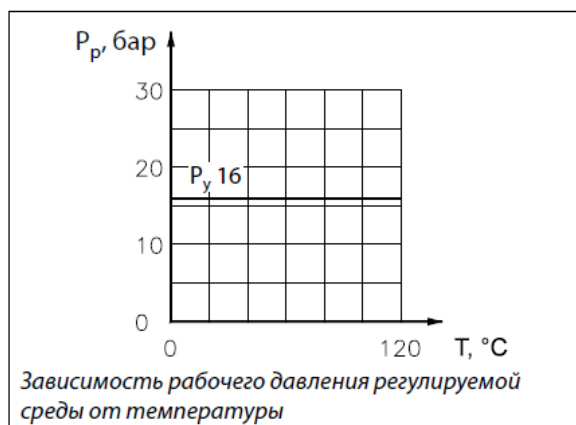 Pр, бар
30
20
Pу 16
10
0
0
120
T, °C
Зависимость рабочего давления регулируемой
среды от температуры